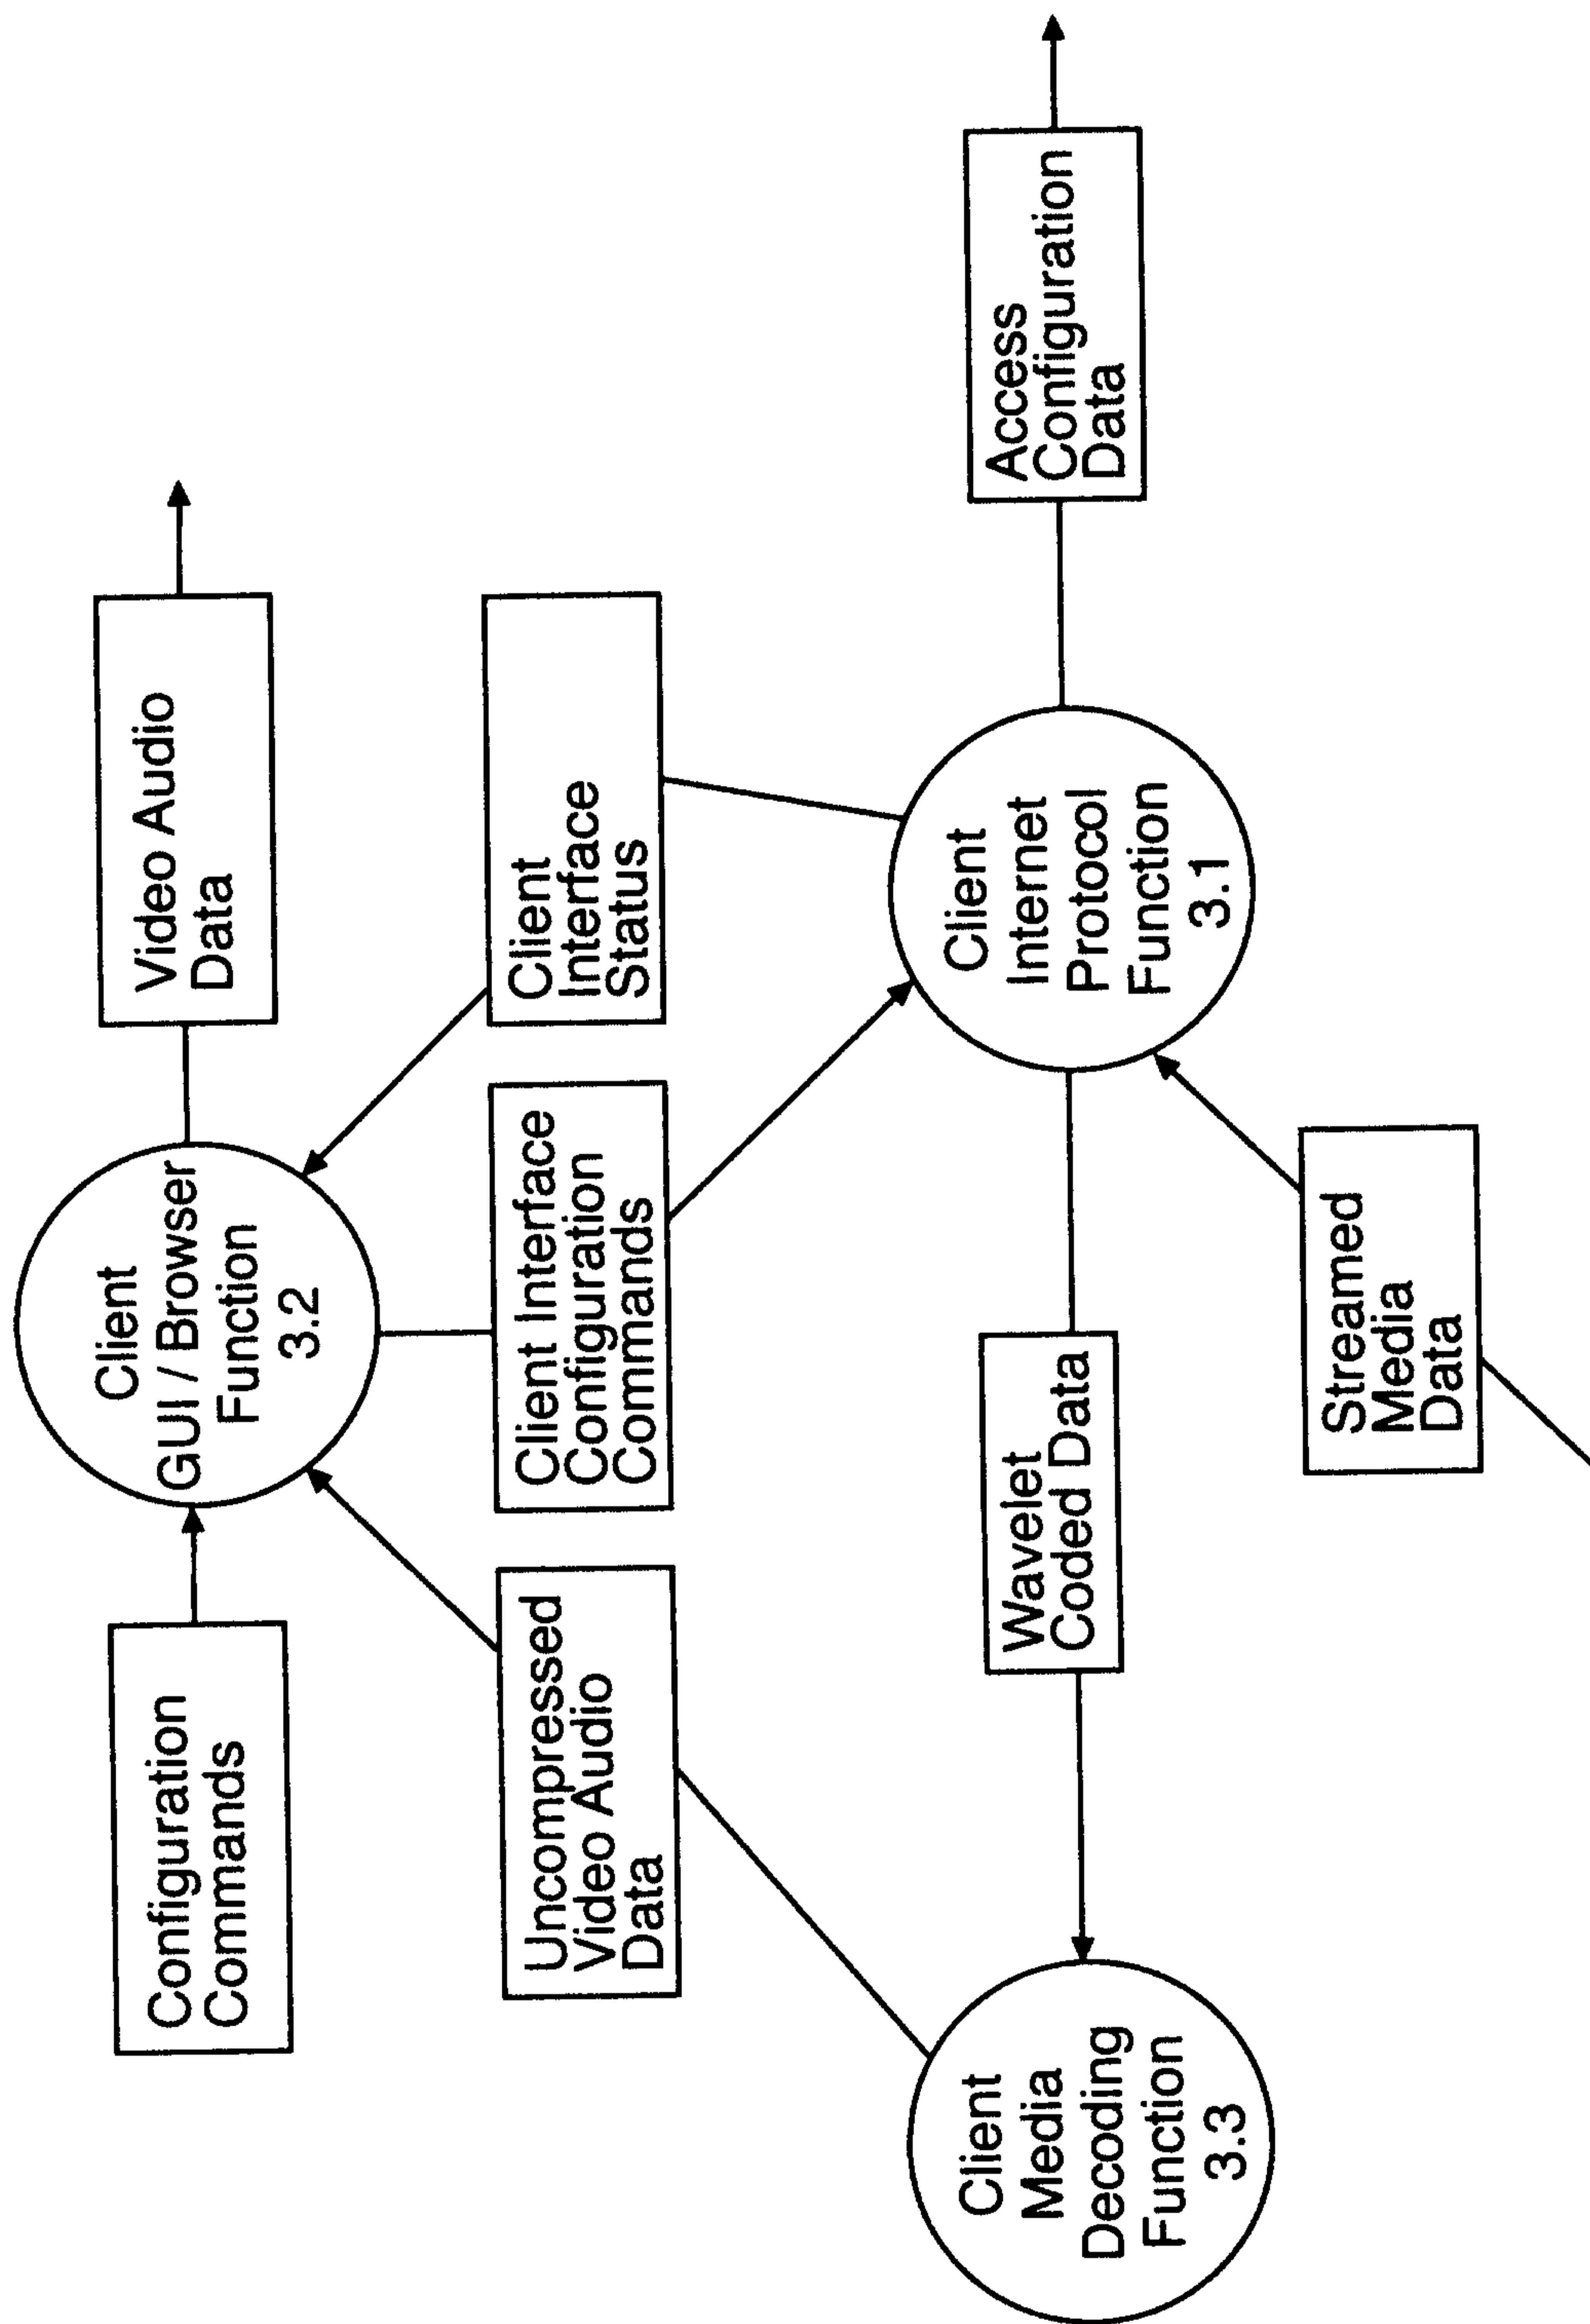 Configuration
Commands
Client
GUI / Browser
Function
3.2
Video Audio
Data
Uncompressed
Video Audio
Data
Client Interface
Configuration
Commands
Client
Interface
Status
Client
Media
Decoding
Function
3.3
Wavelet
Coded Data
Client
Internet
Protocol
Function
3.1
Access
Configuration
Data
Streamed
Media
Data